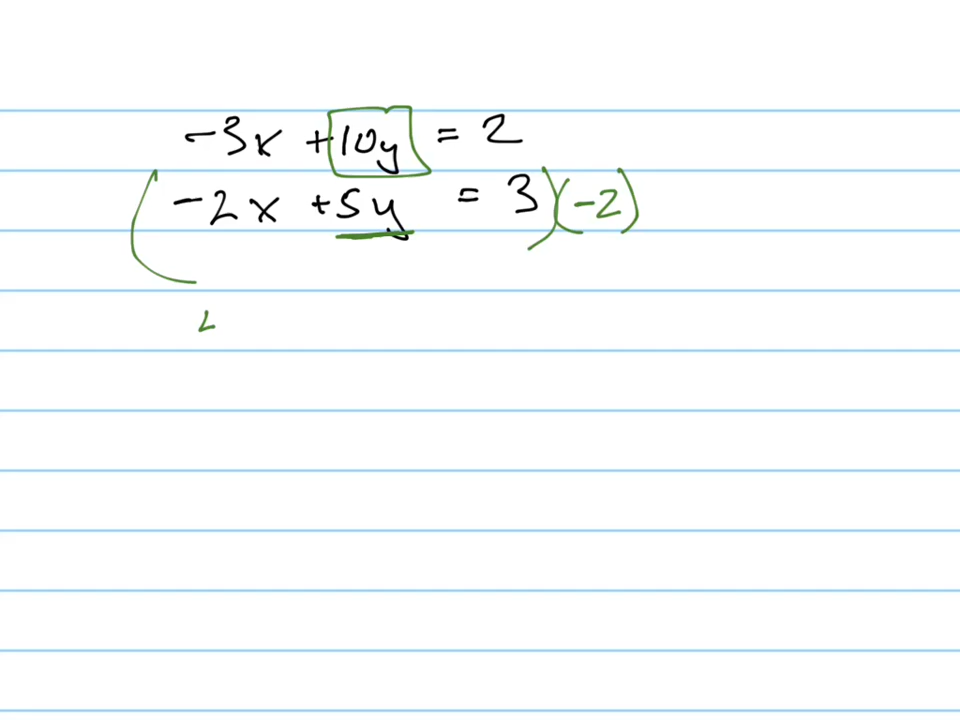 -3x +10y = 2
(-2x +5y = 3)(-2)